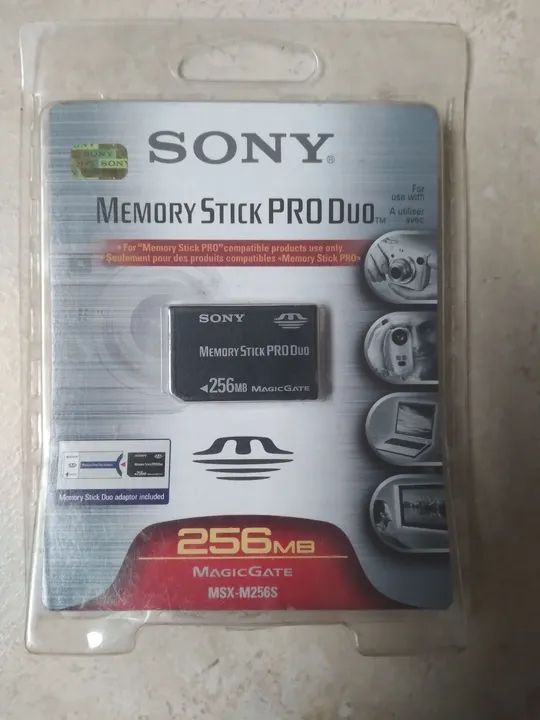 SONY
SONY®
MEMORY STICK PRO DUO™
For
use with
A utiliser
avec
• For "Memory Stick PRO" compatible products use only.
• Seulement pour des produits compatibles «Memory Stick PRO».
SONY
MEMORY STICK PRO DUO
256MB MAGICGATE
SONY
Memory Stick Duo adaptor included
256MB
MAGICGATE
MSX-M256S